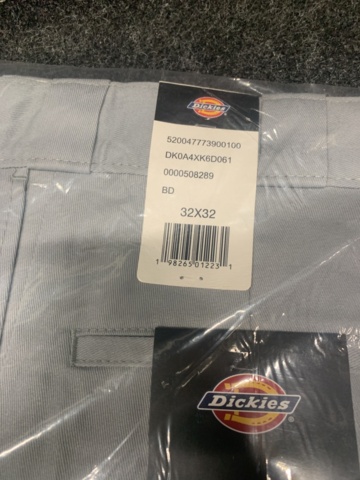 Dickies
520047773900100
DK0A4XK6D061
0000508289
BD
32X32
1 98265 01223 1
Dickies